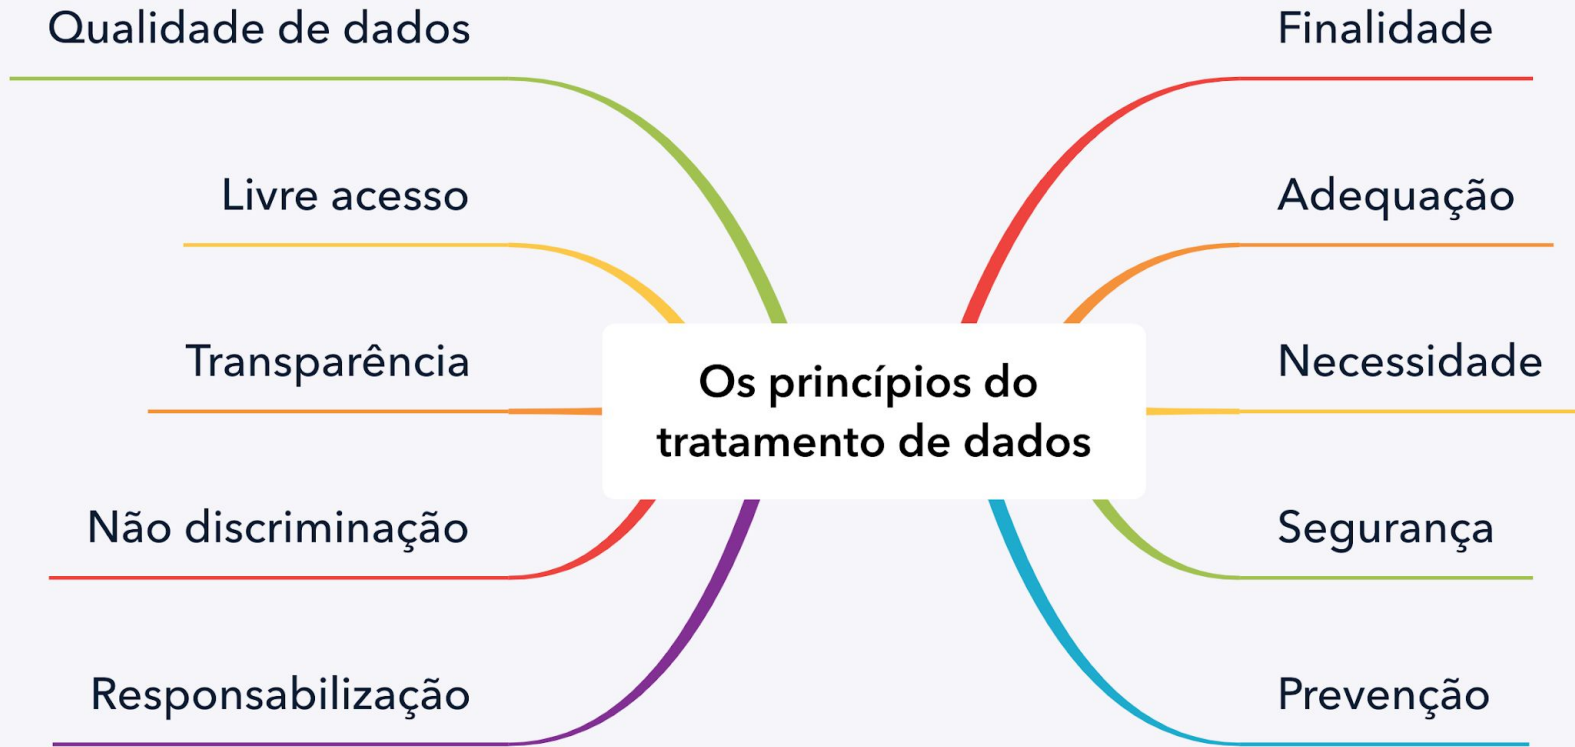 Qualidade de dados
Livre acesso
Transparência
Não discriminação
Responsabilização
Os princípios do
tratamento de dados
Finalidade
Adequação
Necessidade
Segurança
Prevenção